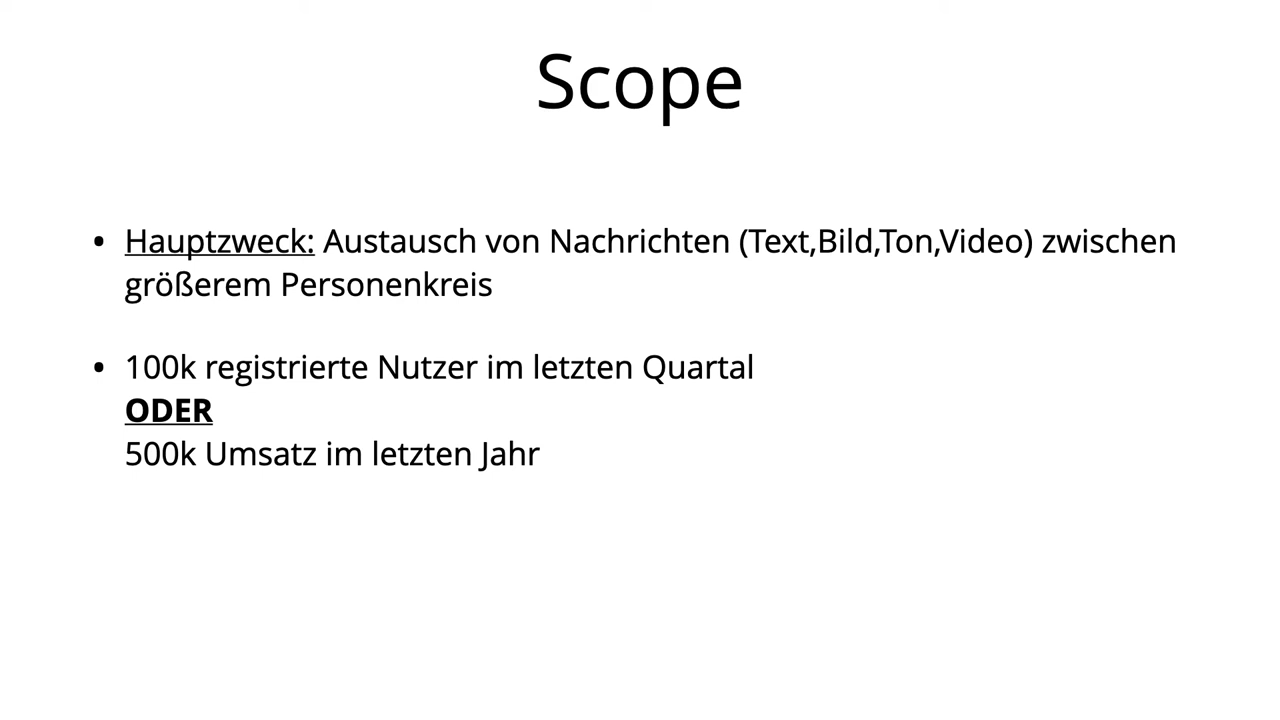 Scope
• Hauptzweck: Austausch von Nachrichten (Text,Bild,Ton,Video) zwischen
größerem Personenkreis
• 100k registrierte Nutzer im letzten Quartal
ODER
500k Umsatz im letzten Jahr